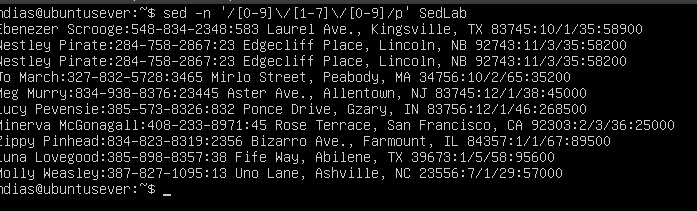 mdias@ubuntusever:~$ sed -n '/[0-9]\/[1-7]\/[0-9]/p' SedLab
Ebenezer Scrooge:548-834-2348:583 Laurel Ave., Kingsville, TX 83745:10/1/35:58900
Nestley Pirate:284-758-2867:23 Edgecliff Place, Lincoln, NB 92743:11/3/35:58200
Nestley Pirate:284-758-2867:23 Edgecliff Place, Lincoln, NB 92743:11/3/35:58200
Jo March:327-832-5728:3465 Mirlo Street, Peabody, MA 34756:10/2/65:35200
Meg Murry:834-938-8376:23445 Aster Ave., Allentown, NJ 83745:12/1/38:45000
Lucy Pevensie:385-573-8326:832 Ponce Drive, Gzary, IN 83756:12/1/46:268500
Minerva McGonagall:408-233-8971:45 Rose Terrace, San Francisco, CA 92303:2/3/36:25000
Zippy Pinhead:834-823-8319:2356 Bizarro Ave., Farmount, IL 84357:1/1/67:89500
Luna Lovegood:385-898-8357:38 Fife Way, Abilene, TX 39673:1/5/58:95600
Molly Weasley:387-827-1095:13 Uno Lane, Ashville, NC 23556:7/1/29:57000
mdias@ubuntusever:~$ _